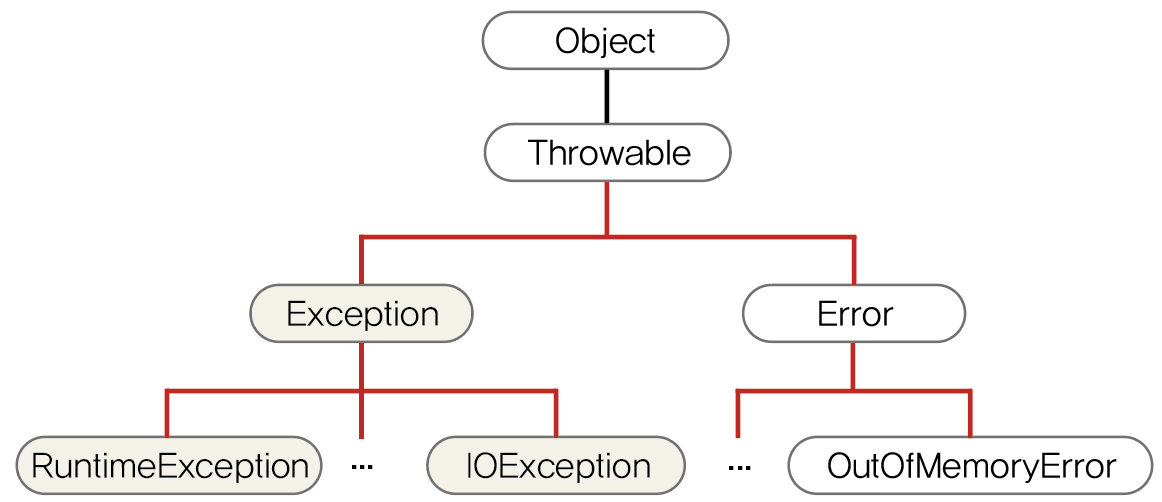 Object
Throwable
Exception
Error
RuntimeException
...
IOException
...
OutOfMemoryError